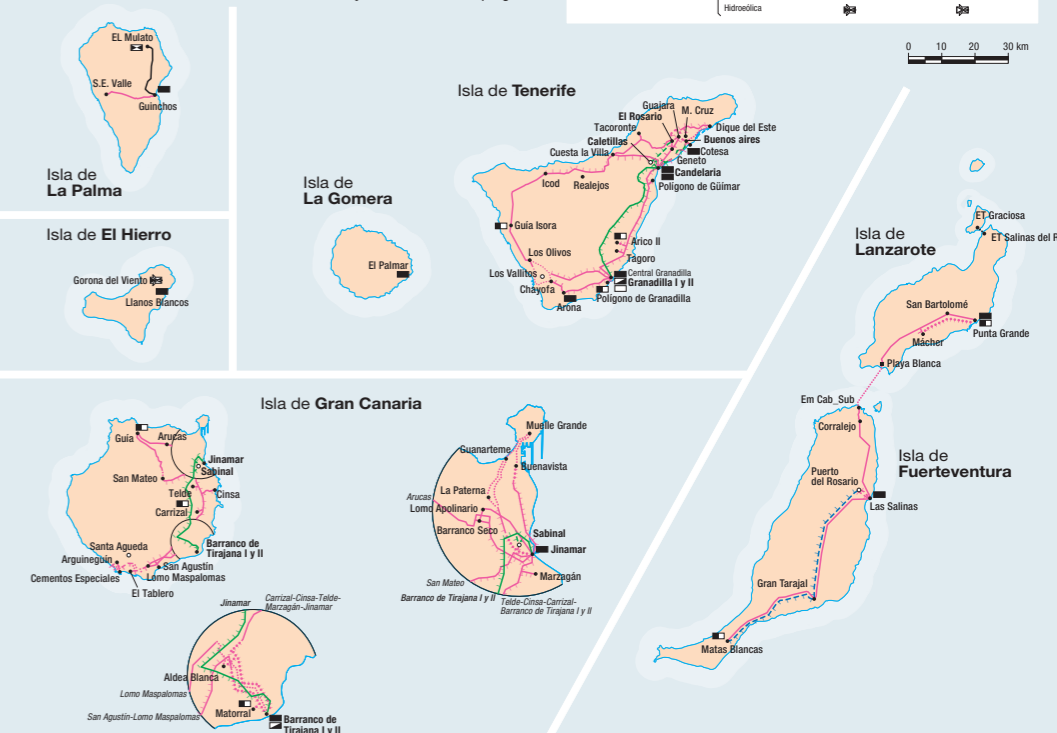 Hidroeólica
0 10 20 30 km
EL Mulato
S.E. Valle
Guinchos
Isla de
La Palma
Isla de El Hierro
Gorona del Viento
Llanos Blancos
Isla de
La Gomera
El Palmar
Isla de Tenerife
Guajara
M. Cruz
El Rosario
Tacoronte
Dique del Este
Caletillas
Buenos aires
Cuesta la Villa
Cotesa
Geneto
Candelaria
Icod
Realejos
Polígono de Güímar
Guía Isora
Arico II
Los Olivos
Tagoro
Los Vallitos
Central Granadilla
Granadilla I y II
Chayofa
Polígono de Granadilla
Arona
Isla de
Lanzarote
ET Graciosa
ET Salinas del R
San Bartolomé
Punta Grande
Mácher
Playa Blanca
Em Cab_Sub
Corralejo
Isla de
Fuerteventura
Puerto
del Rosario
Las Salinas
Gran Tarajal
Matas Blancas
Isla de Gran Canaria
Guía
Arucas
Jinamar
Sabinal
San Mateo
Telde
Cinsa
Carrizal
Santa Agueda
Barranco de
Tirajana I y II
Arguineguín
San Agustín
Cementos Especiales
Lomo Maspalomas
El Tablero
Muelle Grande
Guanarteme
Buenavista
La Paterna
Arucas
Lomo Apolinario
Barranco Seco
Sabinal
Jinamar
Marzagán
San Mateo
Barranco de Tirajana I y II
Telde-Cinsa-Carrizal-
Barranco de Tirajana I y II
Jinamar
Carrizal-Cinsa-Telde-
Marzagán-Jinamar
Aldea Blanca
Lomo Maspalomas
Matorral
San Agustín-Lomo Maspalomas
Barranco de
Tirajana I y II